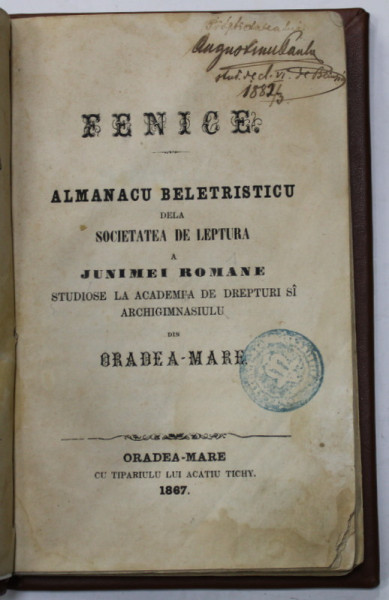 FENICE.
ALMANACU BELETRISTICU
DELA
SOCIETATEA DE LEPTURA
A
JUNIMEI ROMANE
STUDIOSE LA ACADEMI'A DE DREPTURI SÎ
ARCHIGIMNASIULU
DIN
ORADEA-MARE
ORADEA-MARE
CU TIPARIULU LUI ACATIU TICHY.
1867.